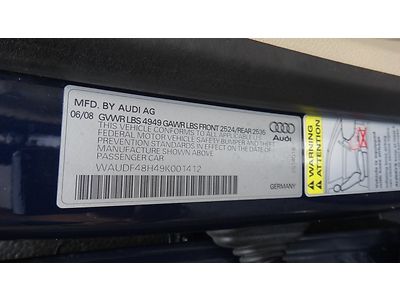 MFD. BY AUDI AG
06/08 GVWR LBS 4949 GAWR LBS FRONT 2524/REAR 2535
THIS VEHICLE CONFORMS TO ALL APPLICABLE
FEDERAL MOTOR VEHICLE SAFETY BUMPER AND THEFT
PREVENTION STANDARDS IN EFFECT ON THE DATE OF
MANUFACTURE SHOWN ABOVE
PASSENGER CAR
WAUDF48H49K001412
Audi
GERMANY
WARNING
ATTENTION